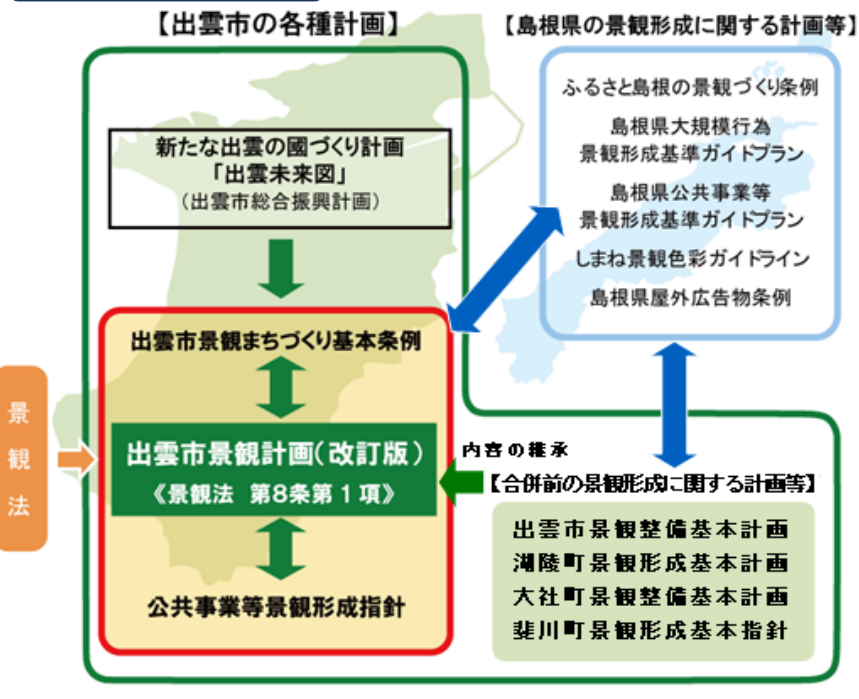 【出雲市の各種計画】
【島根県の景観形成に関する計画等】
新たな出雲の國づくり計画
「出雲未来図」
(出雲市総合振興計画)
ふるさと島根の景観づくり条例
島根県大規模行為
景観形成基準ガイドプラン
島根県公共事業等
景観形成基準ガイドプラン
しまね景観色彩ガイドライン
島根県屋外広告物条例
景観法
出雲市景観まちづくり基本条例
出雲市景観計画(改訂版)
《景観法 第8条第1項》
公共事業等景観形成指針
内容の継承
【合併前の景観形成に関する計画等】
出雲市景観整備基本計画
湖陵町景観形成基本計画
大社町景観整備基本計画
斐川町景観形成基本指針